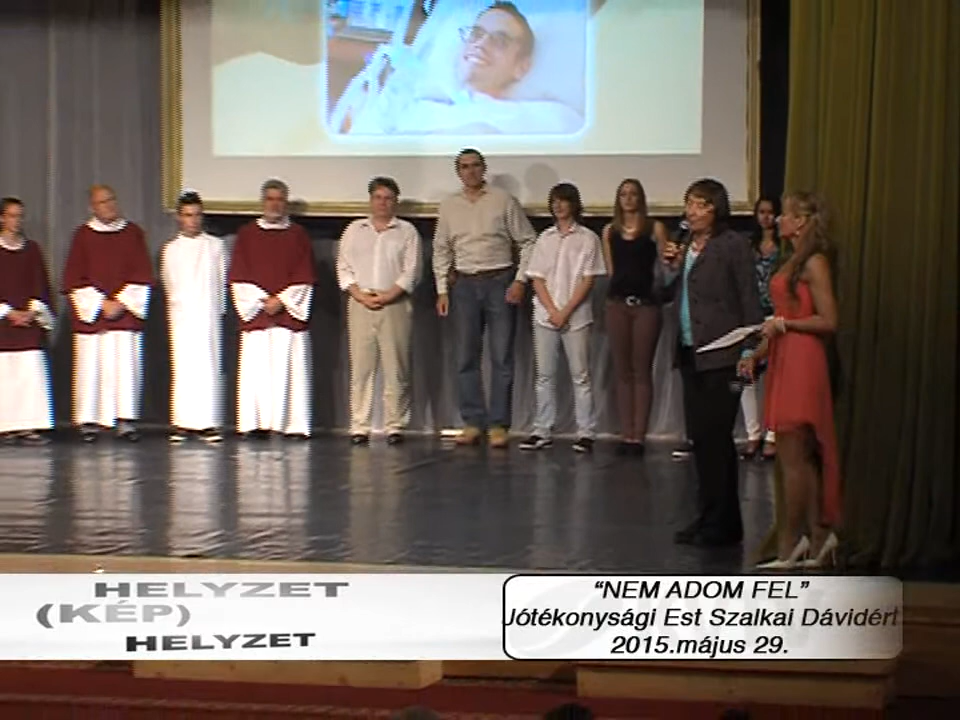 HELYZET
(KÉP)
HELYZET
“NEM ADOM FEL”
Jótékonysági Est Szalkai Dávidért
2015.május 29.